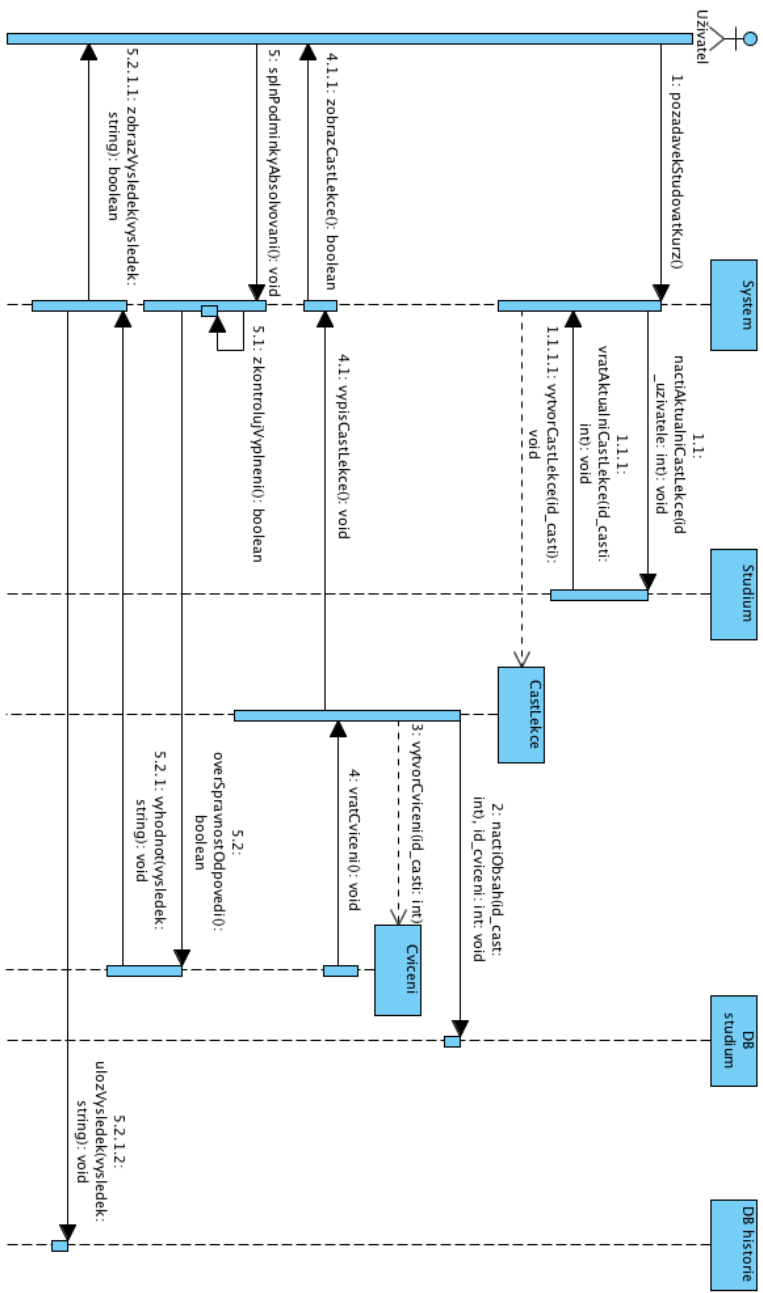 Uživatel
System
Studium
CastLekce
Cviceni
DB
studium
DB historie
1: pozadavekStudovatKurz()
1.1:
nactiAktualniCastLekce(id
_uzivatele: int): void
1.1.1:
vratAktualniCastLekce(id_casti:
int): void
1.1.1.1: vytvorCastLekce(id_casti):
void
2: nactiObsah(id_cast:
int), id_cviceni: int: void
3: vytvorCviceni(id_casti: int)
4: vratCviceni(): void
4.1: vypisCastLekce(): void
4.1.1: zobrazCastLekce(): boolean
5: splnPodminkyAbsolvovani(): void
5.1: zkontrolujVyplneni(): boolean
5.2:
overSpravnostOdpovedi():
boolean
5.2.1: vyhodnot(vysledek:
string): void
5.2.1.1: zobrazVysledek(vysledek:
string): boolean
5.2.1.2:
ulozVysledek(vysledek:
string): void